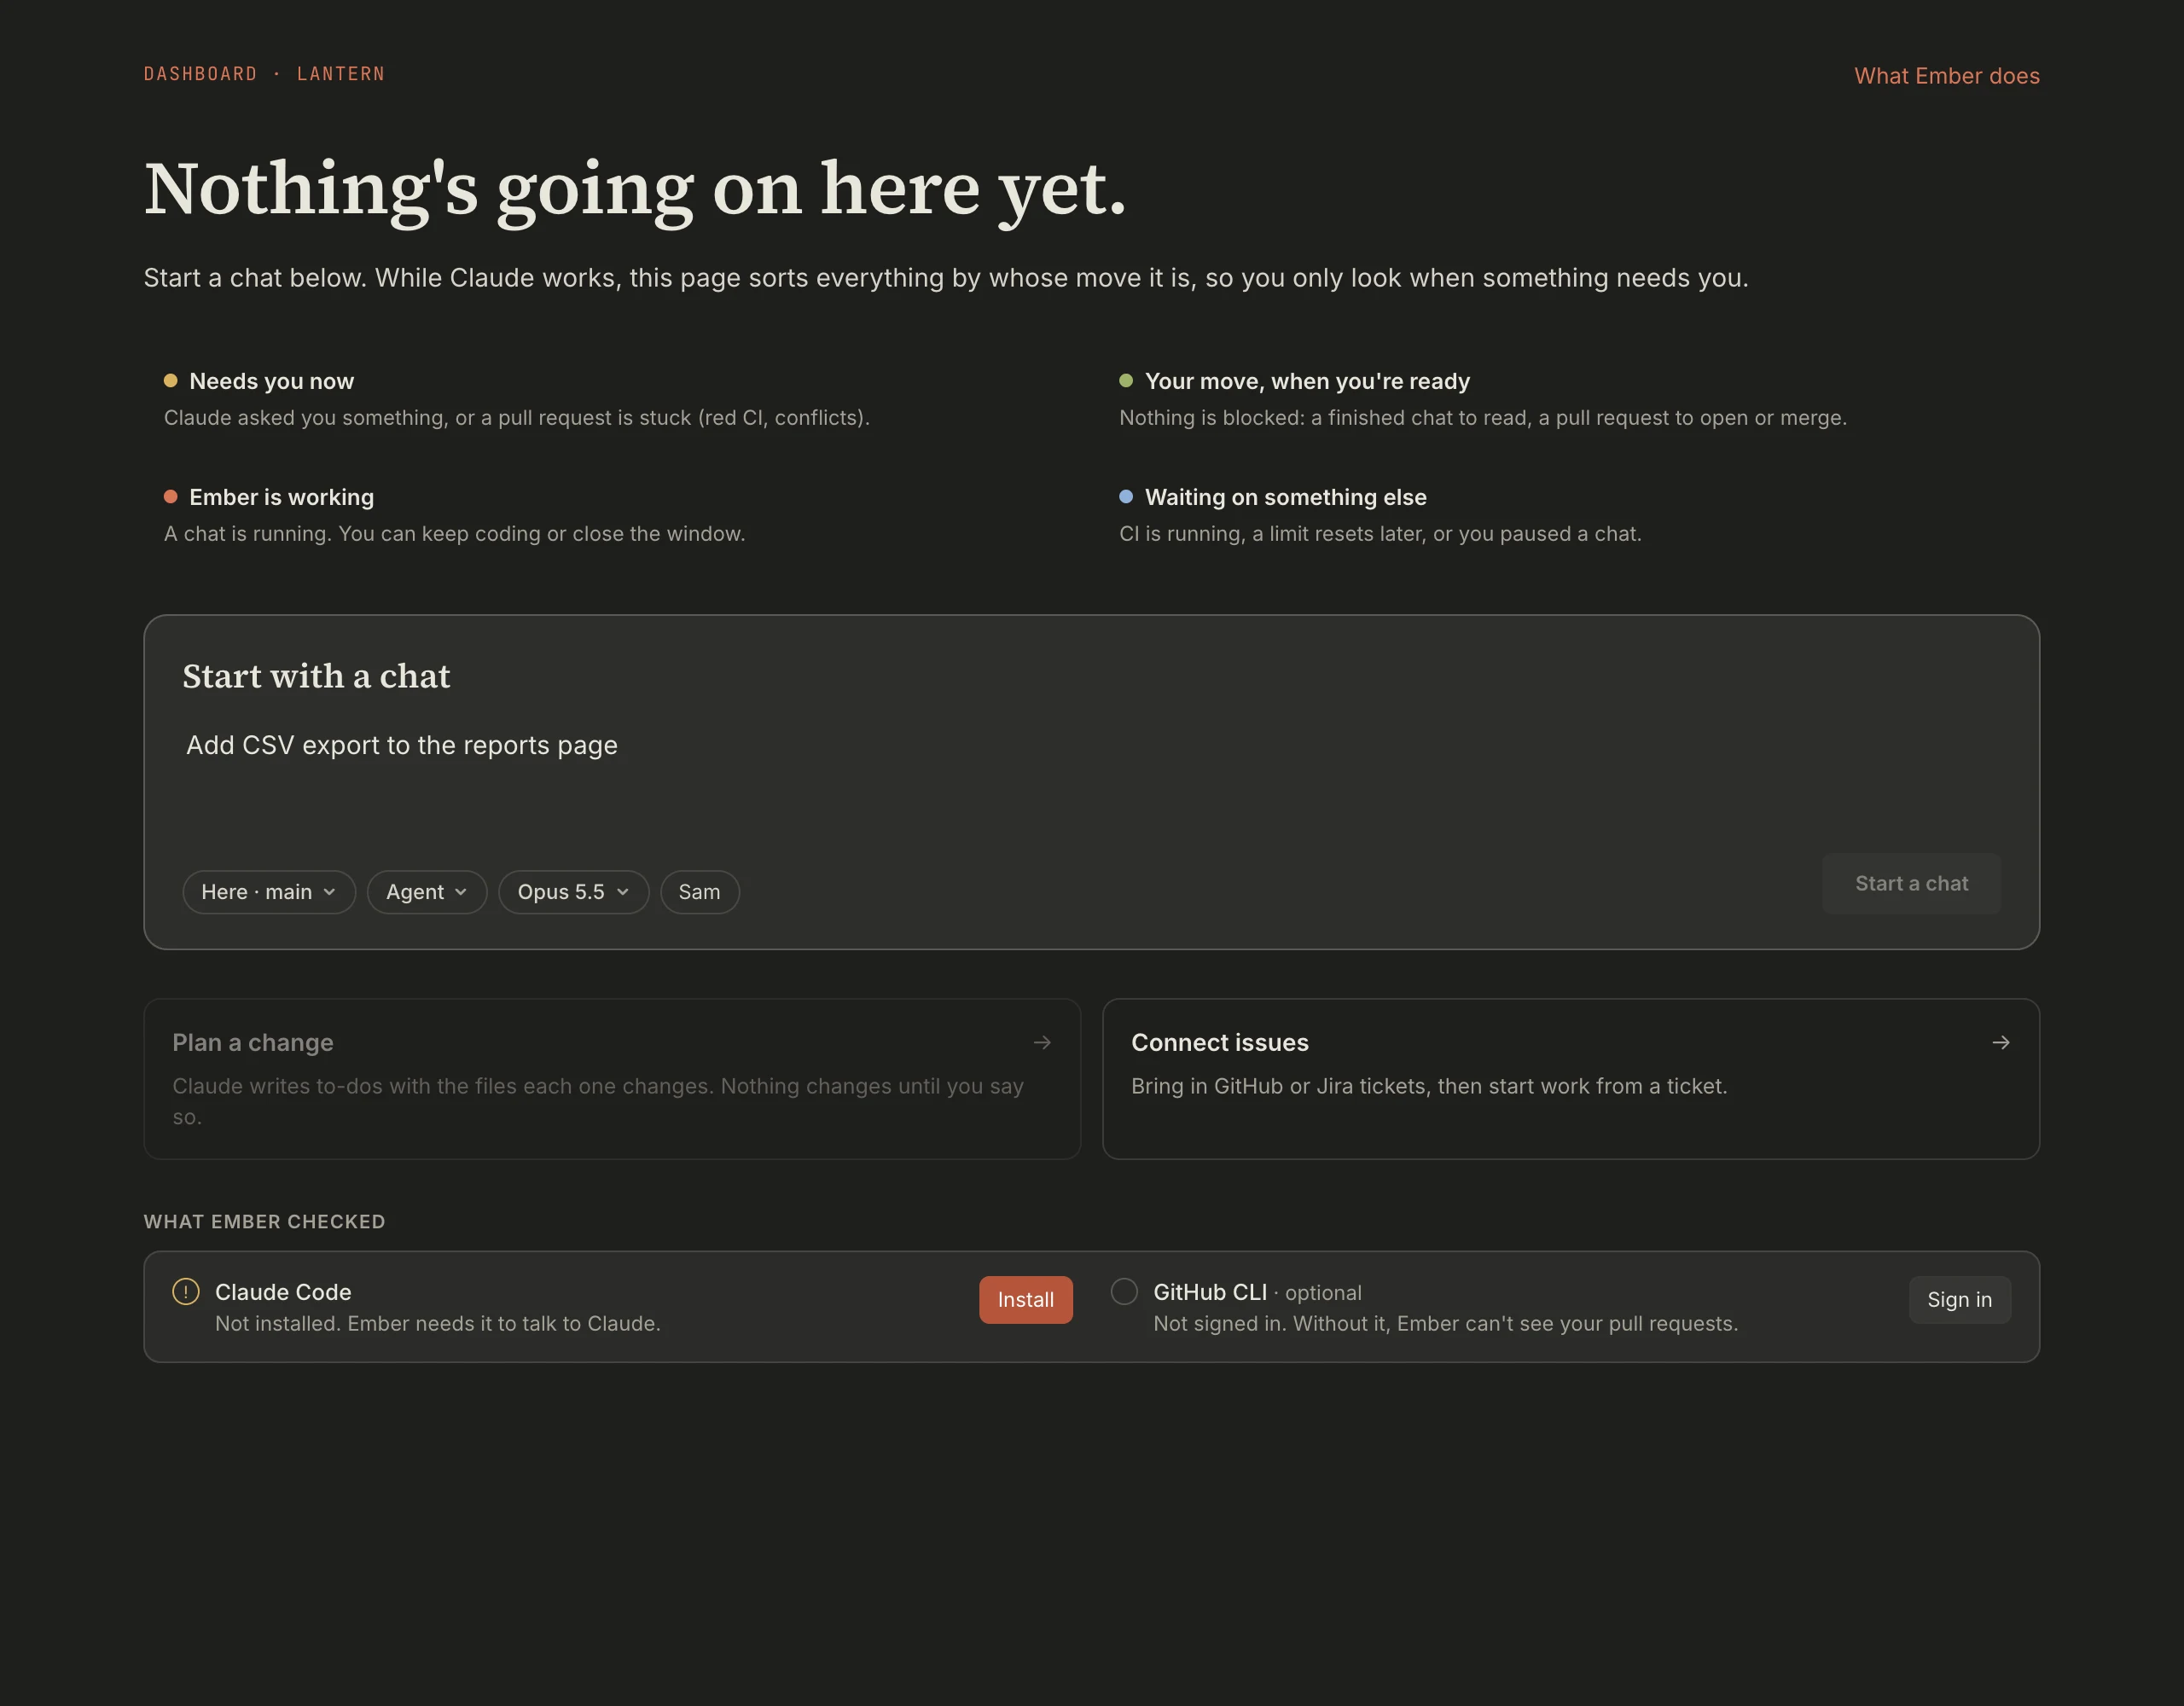 DASHBOARD · LANTERN
What Ember does
Nothing's going on here yet.
Start a chat below. While Claude works, this page sorts everything by whose move it is, so you only look when something needs you.
Needs you now
Claude asked you something, or a pull request is stuck (red CI, conflicts).
Your move, when you're ready
Nothing is blocked: a finished chat to read, a pull request to open or merge.
Ember is working
A chat is running. You can keep coding or close the window.
Waiting on something else
CI is running, a limit resets later, or you paused a chat.
Start with a chat
Add CSV export to the reports page
Here · main
Agent
Opus 5.5
Sam
Start a chat
Plan a change
Claude writes to-dos with the files each one changes. Nothing changes until you say
so.
Connect issues
Bring in GitHub or Jira tickets, then start work from a ticket.
WHAT EMBER CHECKED
Claude Code
Not installed. Ember needs it to talk to Claude.
Install
GitHub CLI · optional
Not signed in. Without it, Ember can't see your pull requests.
Sign in